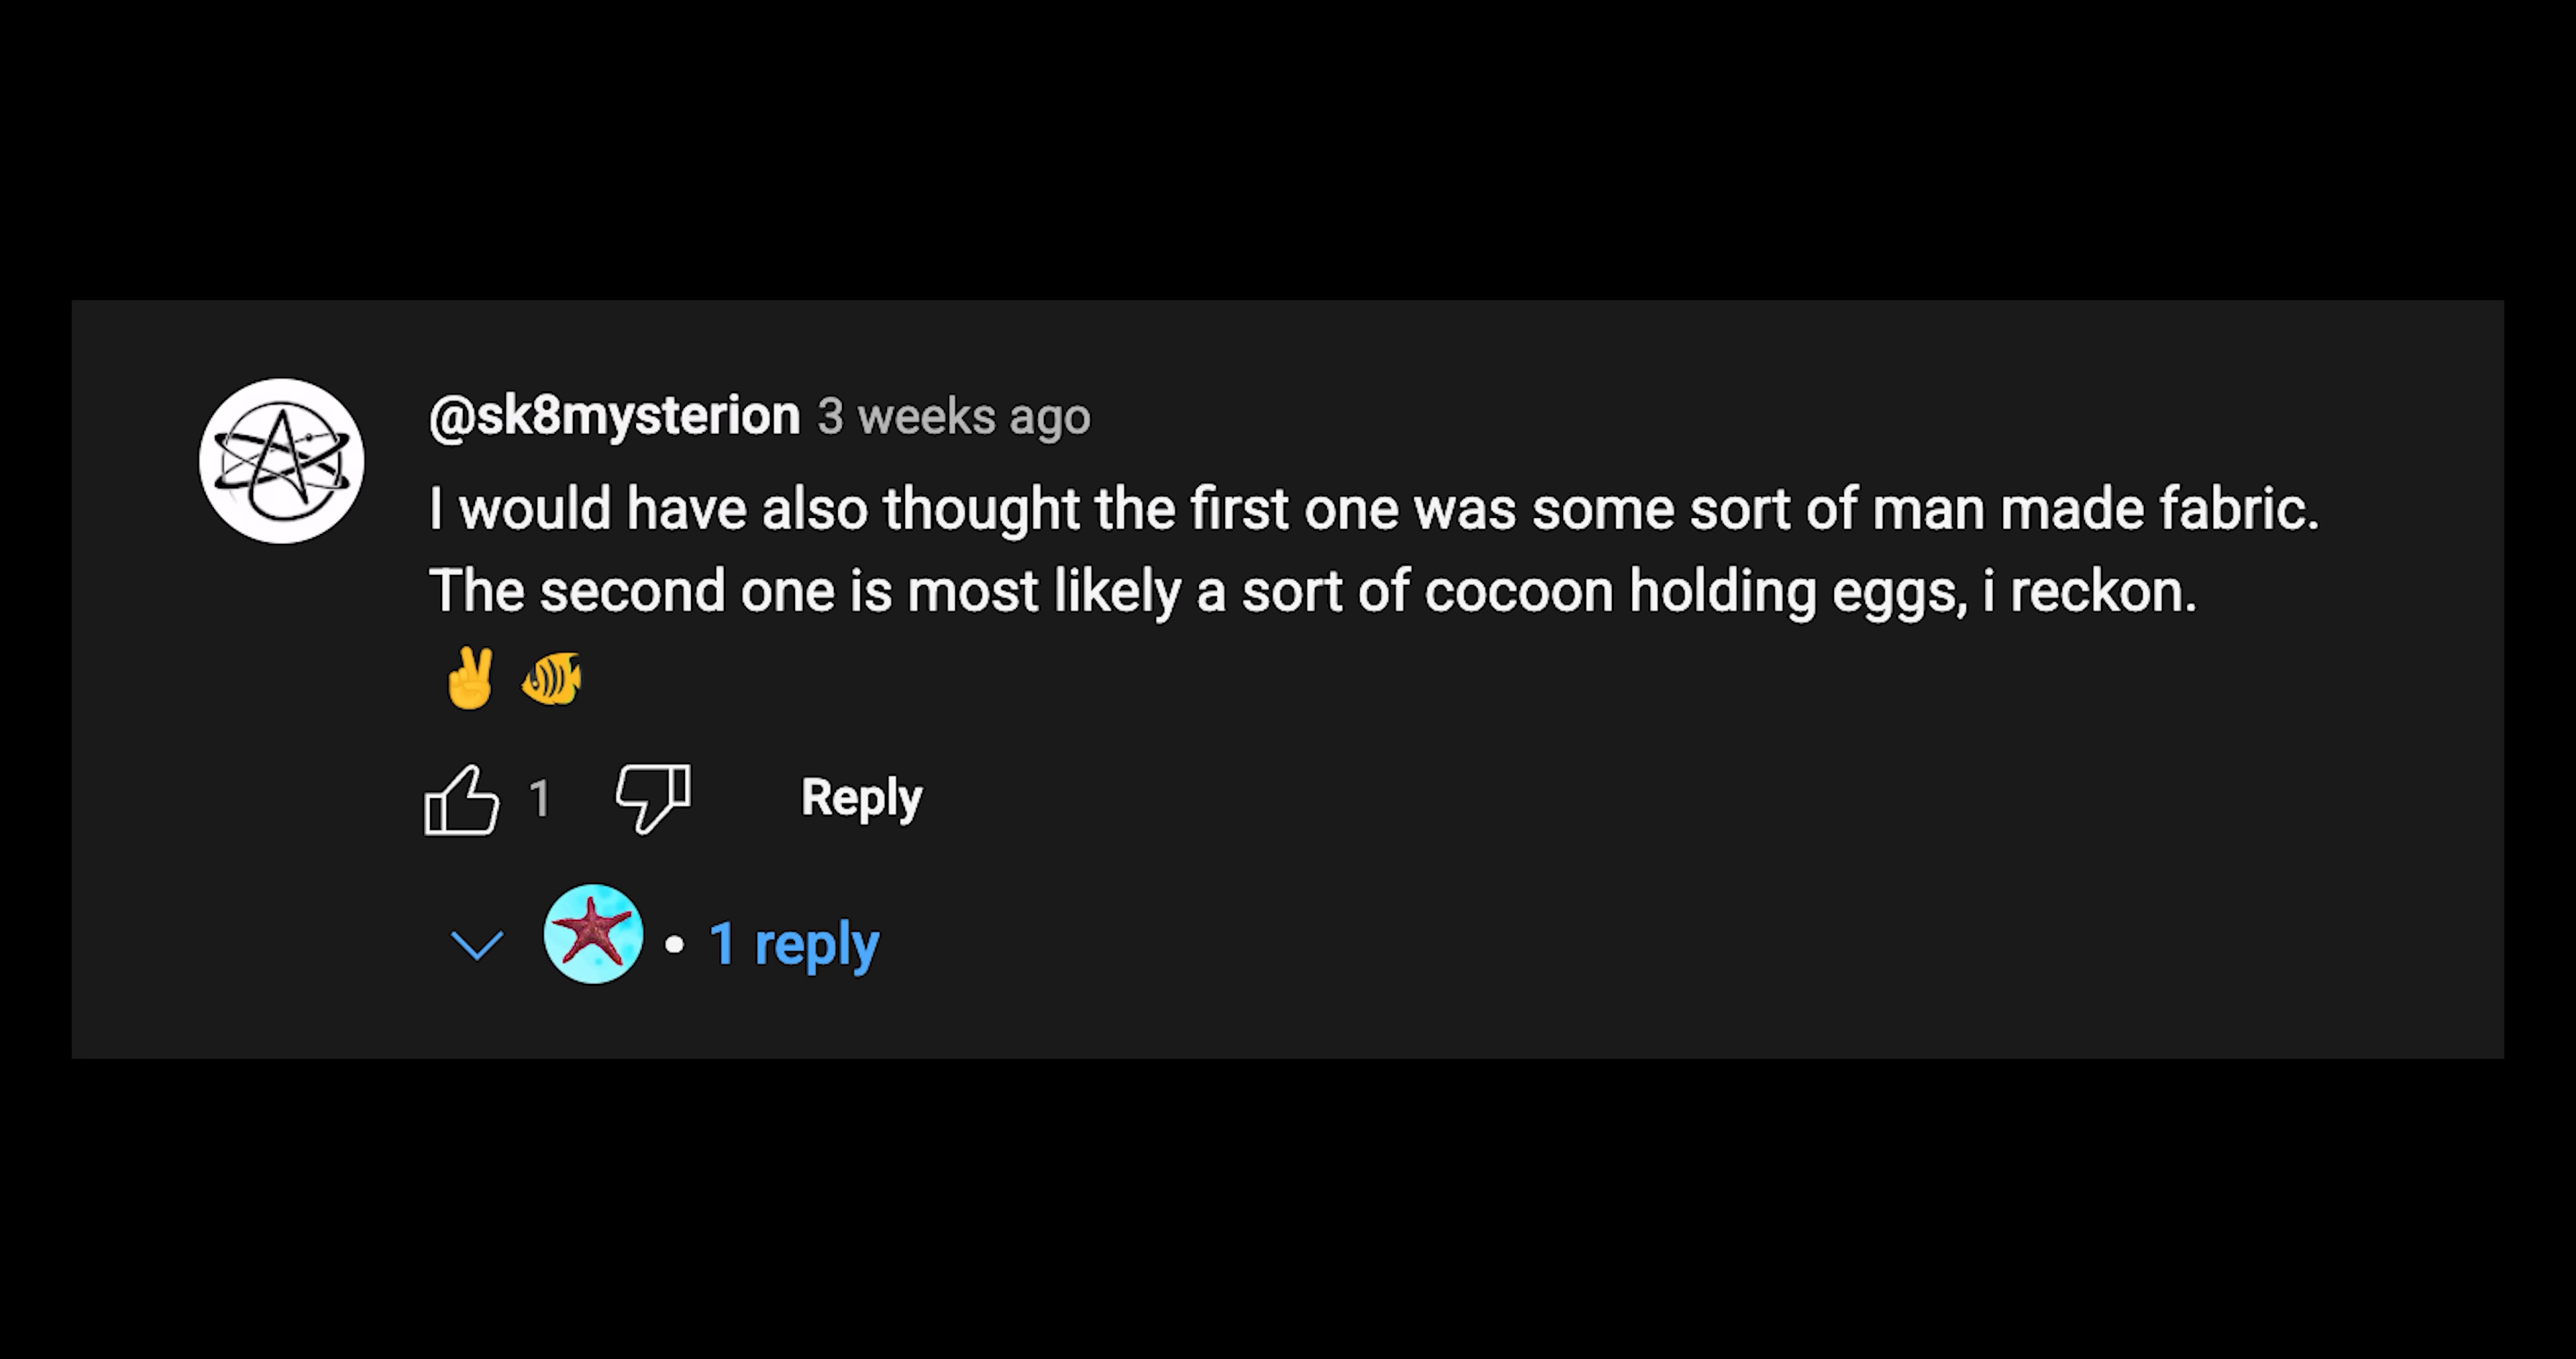 @sk8mysterion 3 weeks ago
I would have also thought the first one was some sort of man made fabric.
The second one is most likely a sort of cocoon holding eggs, i reckon.
✌️ 🐠
1 Reply
• 1 reply